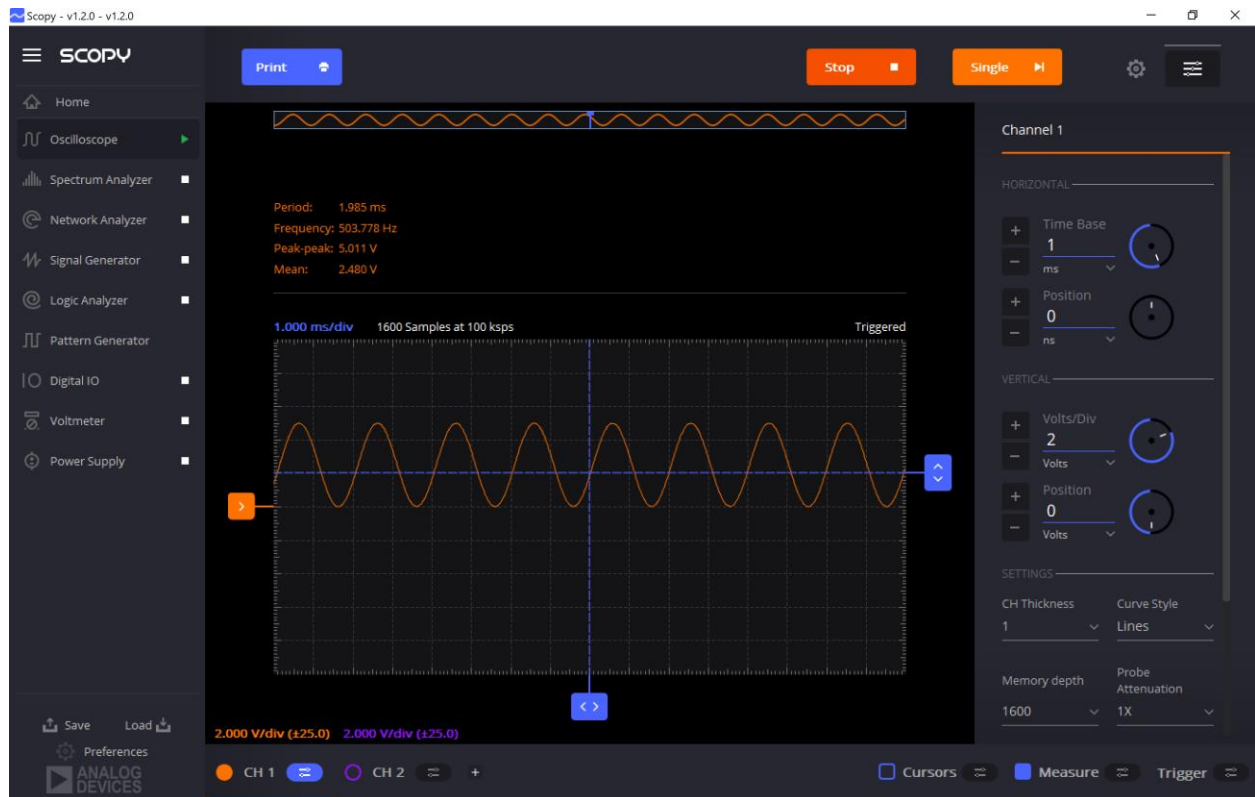 Scopy - v1.2.0 - v1.2.0
SCOPY
Print
Stop
Single
Home
Oscilloscope
Spectrum Analyzer
Network Analyzer
Signal Generator
Logic Analyzer
Pattern Generator
Digital IO
Voltmeter
Power Supply
Save Load
Preferences
ANALOG
DEVICES
Period: 1.985 ms
Frequency: 503.778 Hz
Peak-peak: 5.011 V
Mean: 2.480 V
1.000 ms/div 1600 Samples at 100 ksps Triggered
2.000 V/div (±25.0) 2.000 V/div (±25.0)
CH 1 CH 2 + Cursors Measure Trigger
Channel 1
HORIZONTAL
Time Base
1
ms
Position
0
ns
VERTICAL
Volts/Div
2
Volts
Position
0
Volts
SETTINGS
CH Thickness Curve Style
1 Lines
Memory depth Probe
Attenuation
1600 1X